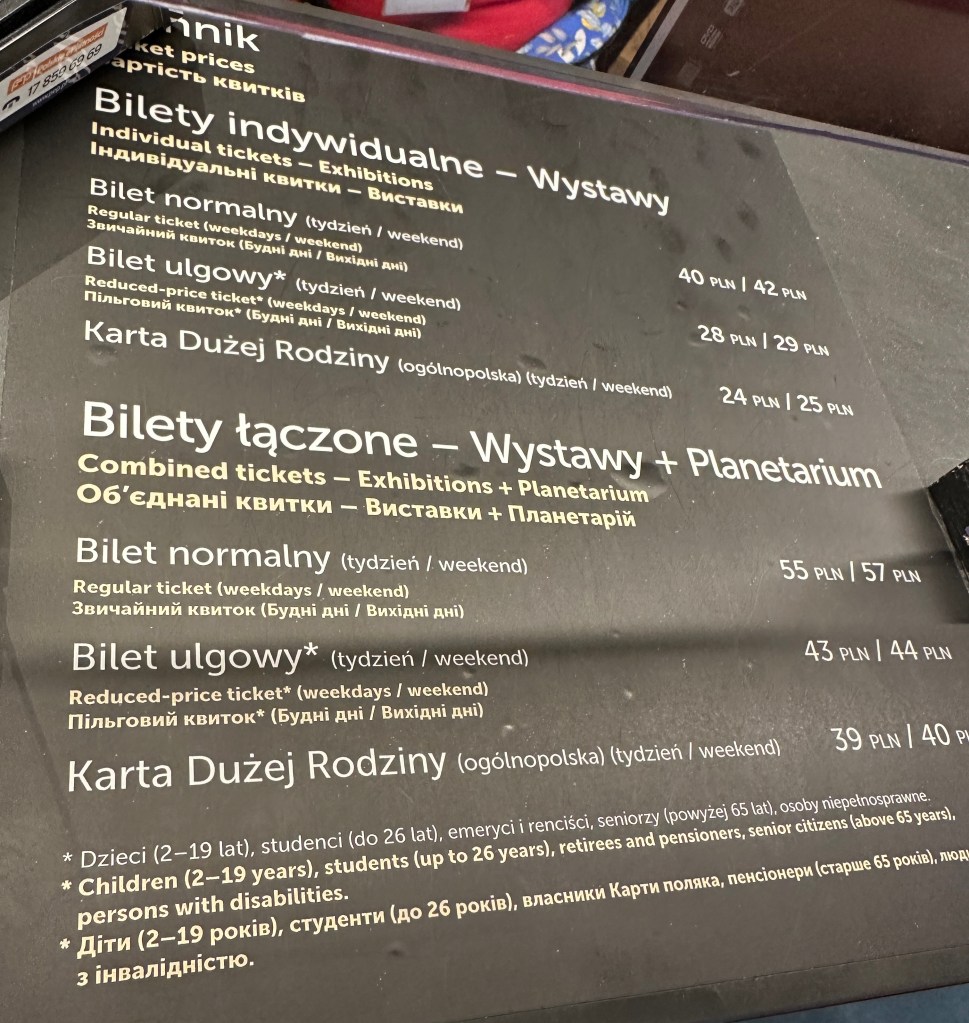 17 859 69 69
nnik
ket prices
артість квитків
Bilety indywidualne – Wystawy
Individual tickets – Exhibitions
Індивідуальні квитки – Виставки
Bilet normalny (tydzień / weekend)
Regular ticket (weekdays / weekend)
Звичайний квиток (Будні дні / Вихідні дні)
40 PLN | 42 PLN
Bilet ulgowy* (tydzień / weekend)
Reduced-price ticket* (weekdays / weekend)
Пільговий квиток* (Будні дні / Вихідні дні)
28 PLN | 29 PLN
Karta Dużej Rodziny (ogólnopolska) (tydzień / weekend)
24 PLN | 25 PLN
Bilety łączone – Wystawy + Planetarium
Combined tickets – Exhibitions + Planetarium
Об’єднані квитки – Виставки + Планетарій
Bilet normalny (tydzień / weekend)
55 PLN | 57 PLN
Regular ticket (weekdays / weekend)
Звичайний квиток (Будні дні / Вихідні дні)
Bilet ulgowy* (tydzień / weekend)
43 PLN | 44 PLN
Reduced-price ticket* (weekdays / weekend)
Пільговий квиток* (Будні дні / Вихідні дні)
Karta Dużej Rodziny (ogólnopolska) (tydzień / weekend)
39 PLN | 40 PL
* Dzieci (2–19 lat), studenci (do 26 lat), emeryci i renciści, seniorzy (powyżej 65 lat), osoby niepełnosprawne.
* Children (2–19 years), students (up to 26 years), retirees and pensioners, senior citizens (above 65 years),
persons with disabilities.
* Діти (2–19 років), студенти (до 26 років), власники Карти поляка, пенсіонери (старше 65 років), люд
з інвалідністю.